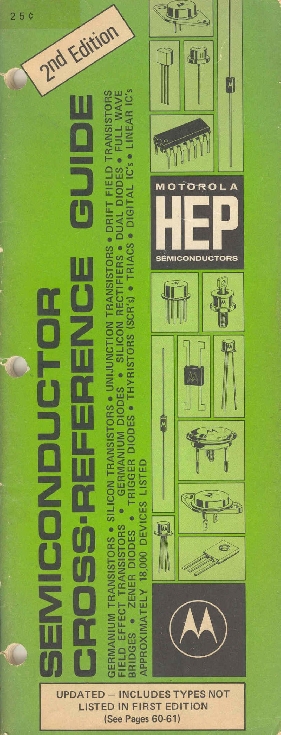 25¢
2nd Edition
SEMICONDUCTOR
CROSS-REFERENCE GUIDE
GERMANIUM TRANSISTORS • SILICON TRANSISTORS • UNIJUNCTION TRANSISTORS • DRIFT FIELD TRANSISTORS
FIELD EFFECT TRANSISTORS • GERMANIUM DIODES • SILICON RECTIFIERS • DUAL DIODES • FULL WAVE
BRIDGES • ZENER DIODES • TRIGGER DIODES • THYRISTORS (SCR's) • TRIACS • DIGITAL IC's • LINEAR IC's
APPROXIMATELY 18,000 DEVICES LISTED
MOTOROLA
HEP
SEMICONDUCTORS
UPDATED – INCLUDES TYPES NOT
LISTED IN FIRST EDITION
(See Pages 60-61)